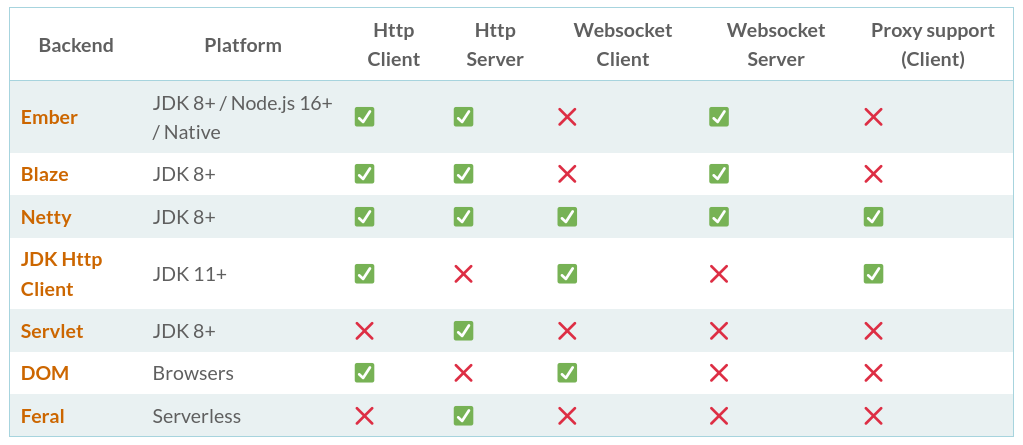 Backend Platform Http Client Http Server Websocket Client Websocket Server Proxy support (Client)
Ember JDK 8+ / Node.js 16+ / Native ✅ ✅ ❌ ✅ ❌
Blaze JDK 8+ ✅ ✅ ❌ ✅ ❌
Netty JDK 8+ ✅ ✅ ✅ ✅ ✅
JDK Http Client JDK 11+ ✅ ❌ ✅ ❌ ✅
Servlet JDK 8+ ❌ ✅ ❌ ❌ ❌
DOM Browsers ✅ ❌ ✅ ❌ ❌
Feral Serverless ❌ ✅ ❌ ❌ ❌